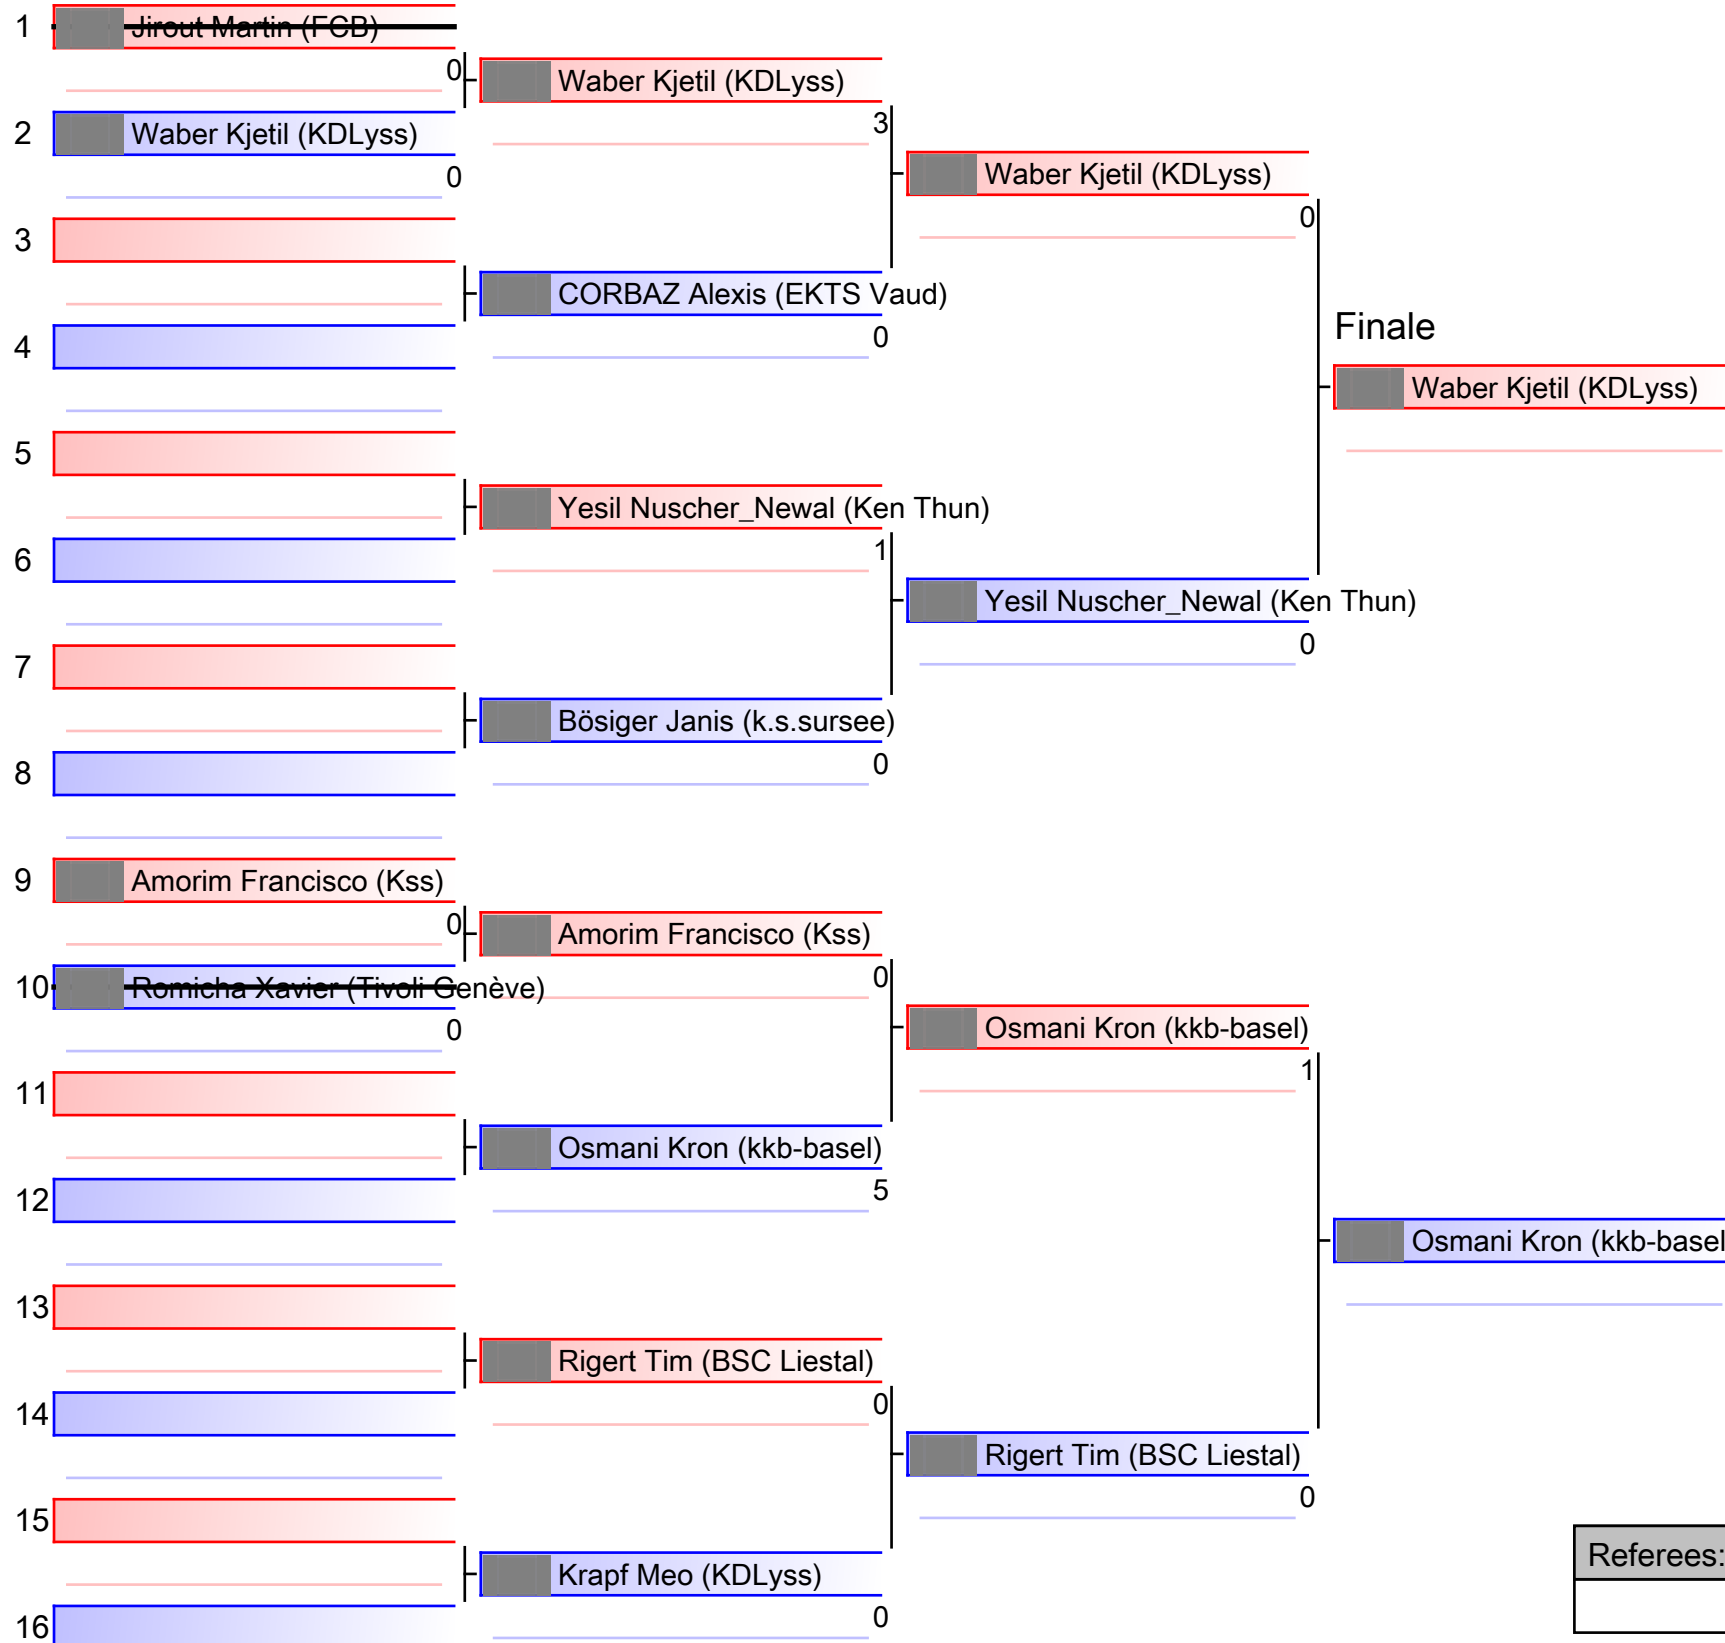 1 Jirout Martin (FCB)
0
Waber Kjetil (KDLyss)
2 Waber Kjetil (KDLyss)
3
0
Waber Kjetil (KDLyss)
3
0
CORBAZ Alexis (EKTS Vaud)
0
4
Finale
Waber Kjetil (KDLyss)
5
Yesil Nuscher_Newal (Ken Thun)
1
6
Yesil Nuscher_Newal (Ken Thun)
0
7
Bösiger Janis (k.s.sursee)
0
8
9 Amorim Francisco (Kss)
0
Amorim Francisco (Kss)
0
10 Romicha Xavier (Tivoli Genève)
0
Osmani Kron (kkb-basel)
1
11
Osmani Kron (kkb-basel)
5
12
Osmani Kron (kkb-basel
13
Rigert Tim (BSC Liestal)
0
14
Rigert Tim (BSC Liestal)
0
15
Krapf Meo (KDLyss)
0
16
Referees: